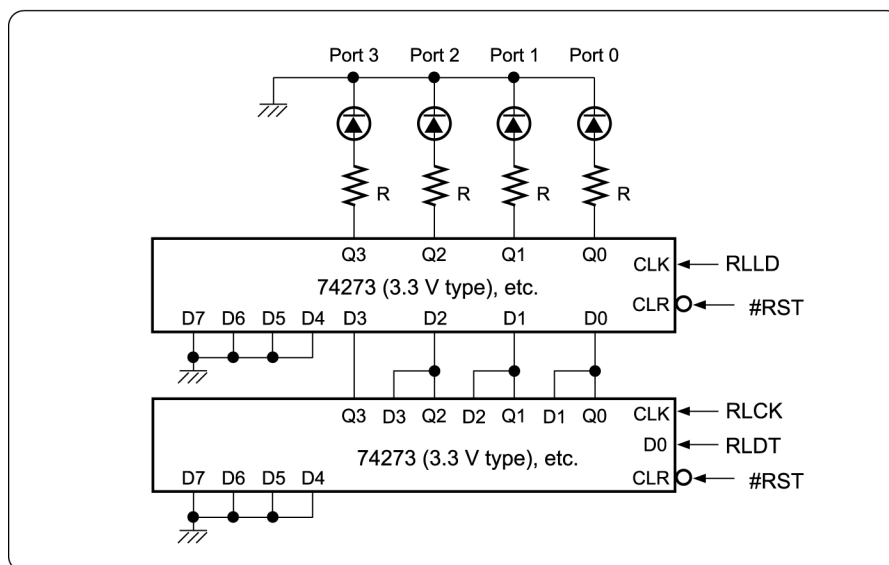 Port 3 Port 2 Port 1 Port 0
R R R R
Q3 Q2 Q1 Q0
CLK RLLD
74273 (3.3 V type), etc.
CLR #RST
D7 D6 D5 D4 D3 D2 D1 D0
Q3 D3 Q2 D2 Q1 D1 Q0 CLK RLCK
D0 RLDT
74273 (3.3 V type), etc.
D7 D6 D5 D4 CLR #RST